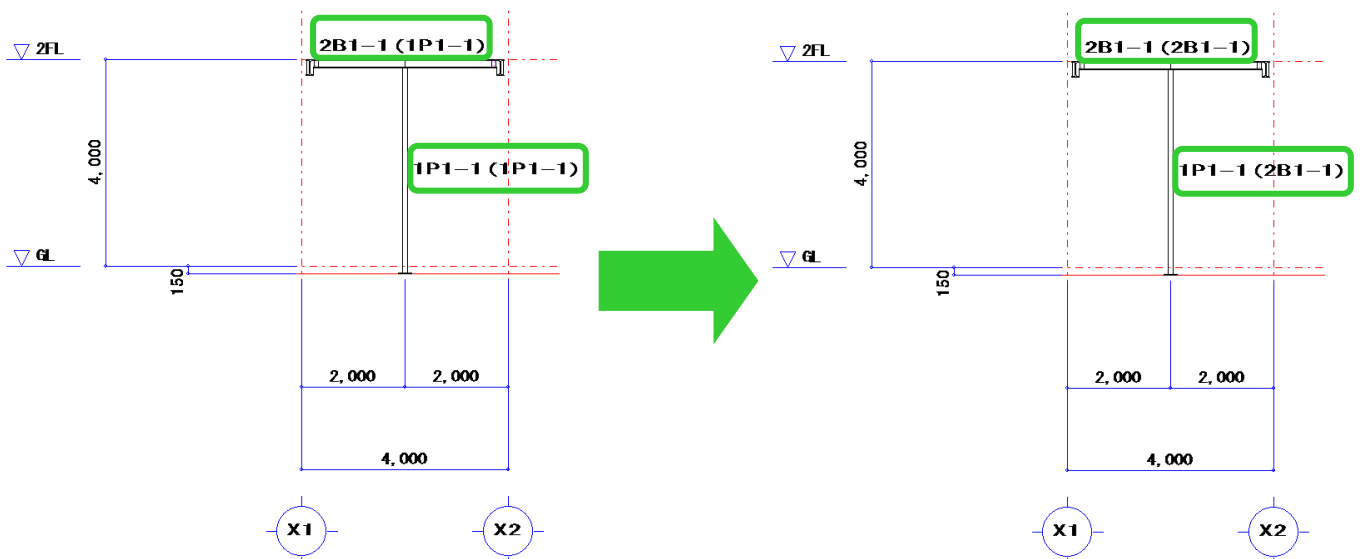 2B1-1(1P1-1)
2FL
4,000
1P1-1(1P1-1)
GL
150
2,000
2,000
4,000
X1
X2
2B1-1(2B1-1)
2FL
4,000
1P1-1(2B1-1)
GL
150
2,000
2,000
4,000
X1
X2